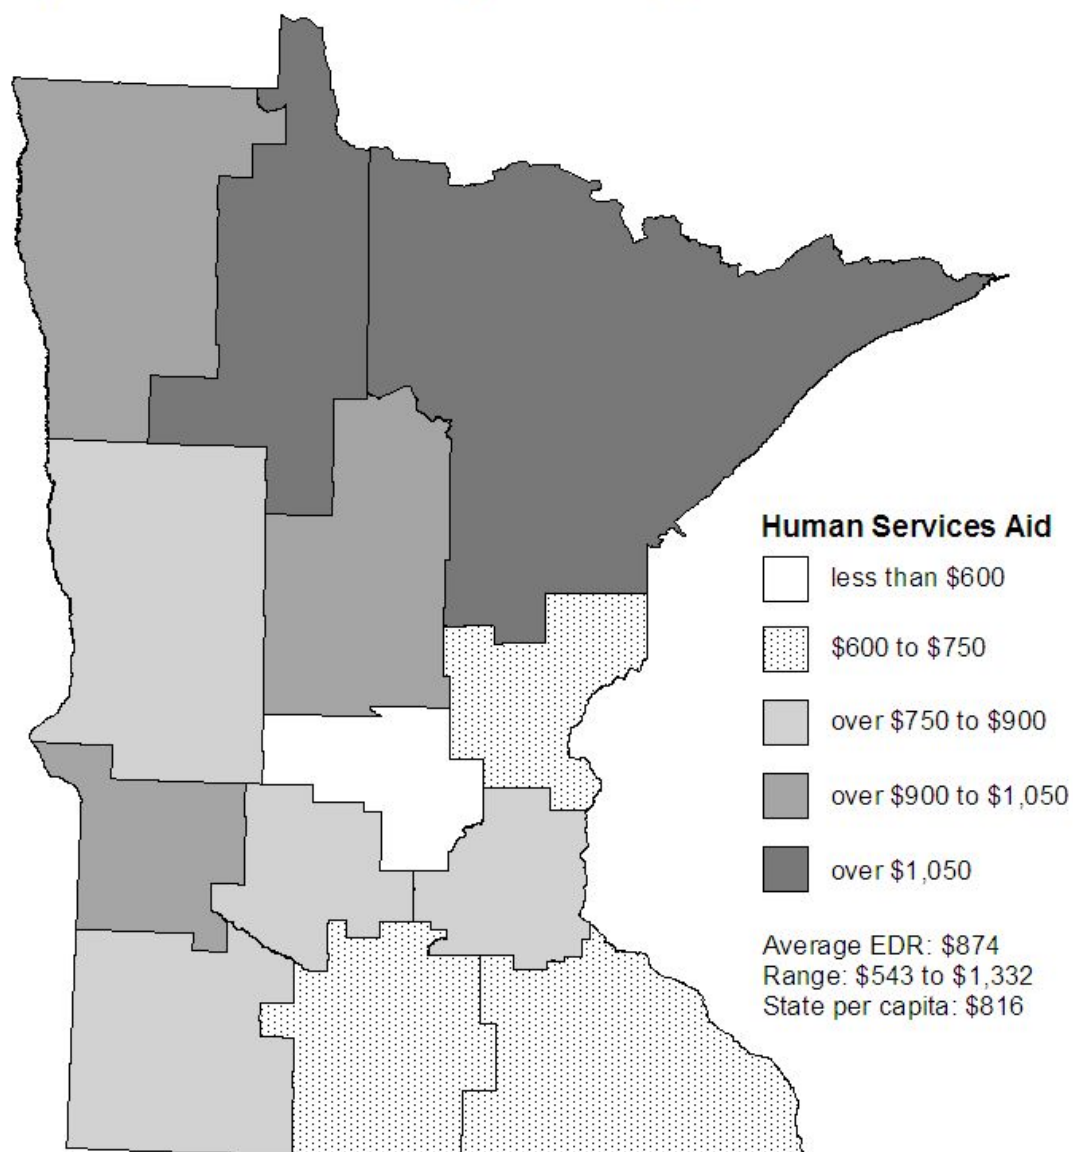 Human Services Aid
less than $600
$600 to $750
over $750 to $900
over $900 to $1,050
over $1,050
Average EDR: $874
Range: $543 to $1,332
State per capita: $816